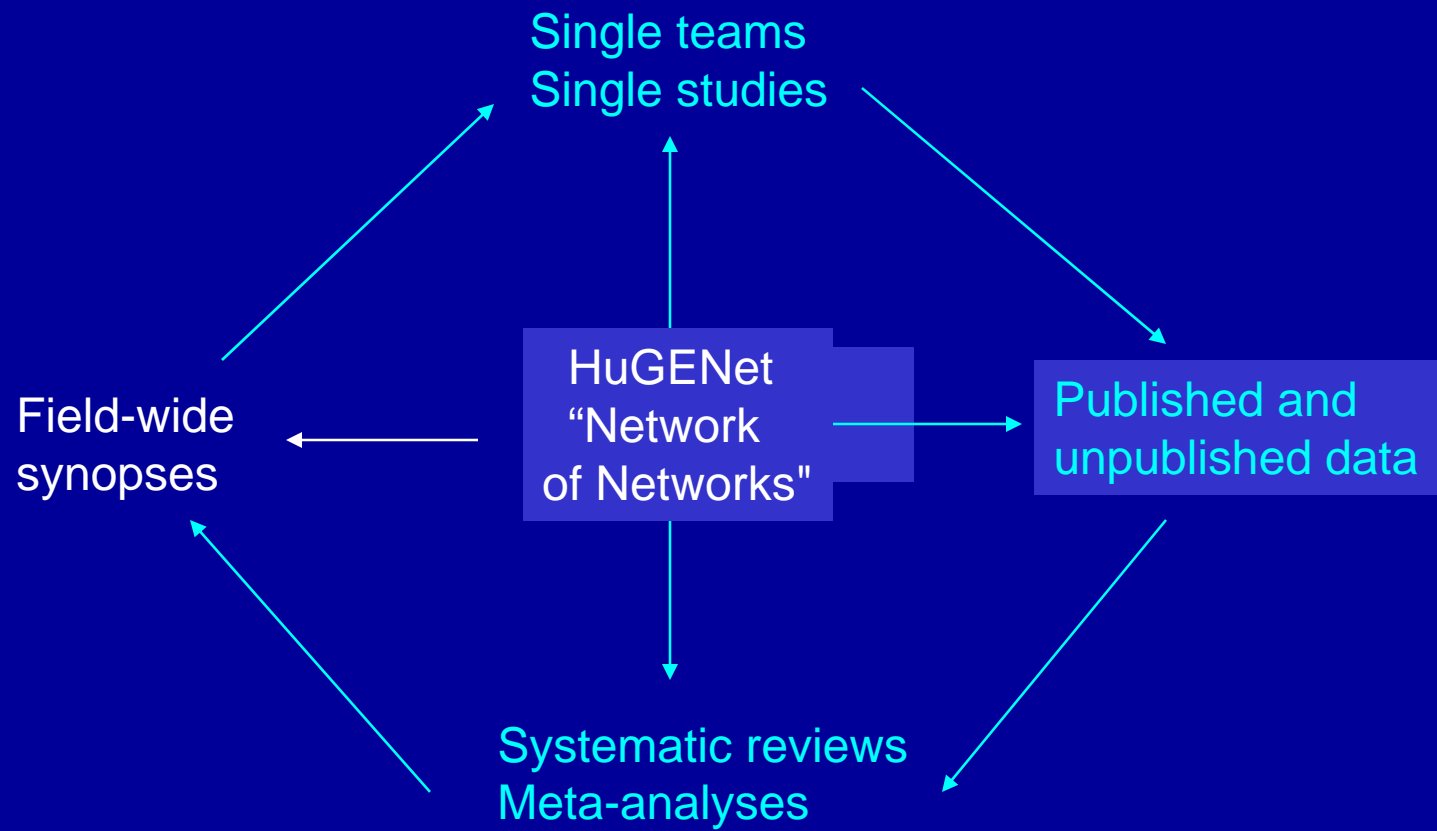 Single teams
Single studies
HuGENet
“Network
of Networks"
Field-wide
synopses
Published and
unpublished data
Systematic reviews
Meta-analyses